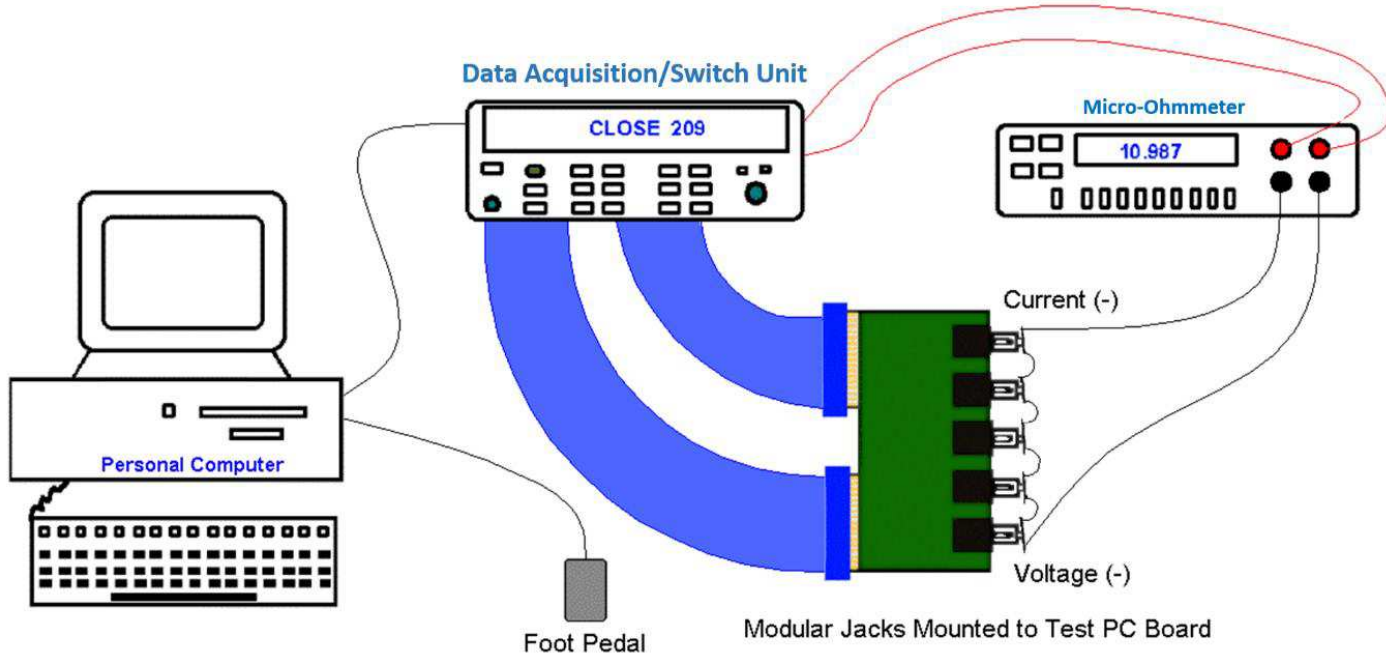 Data Acquisition/Switch Unit
CLOSE 209
Micro-Ohmmeter
10.987
Current (-)
Personal Computer
Voltage (-)
Foot Pedal
Modular Jacks Mounted to Test PC Board